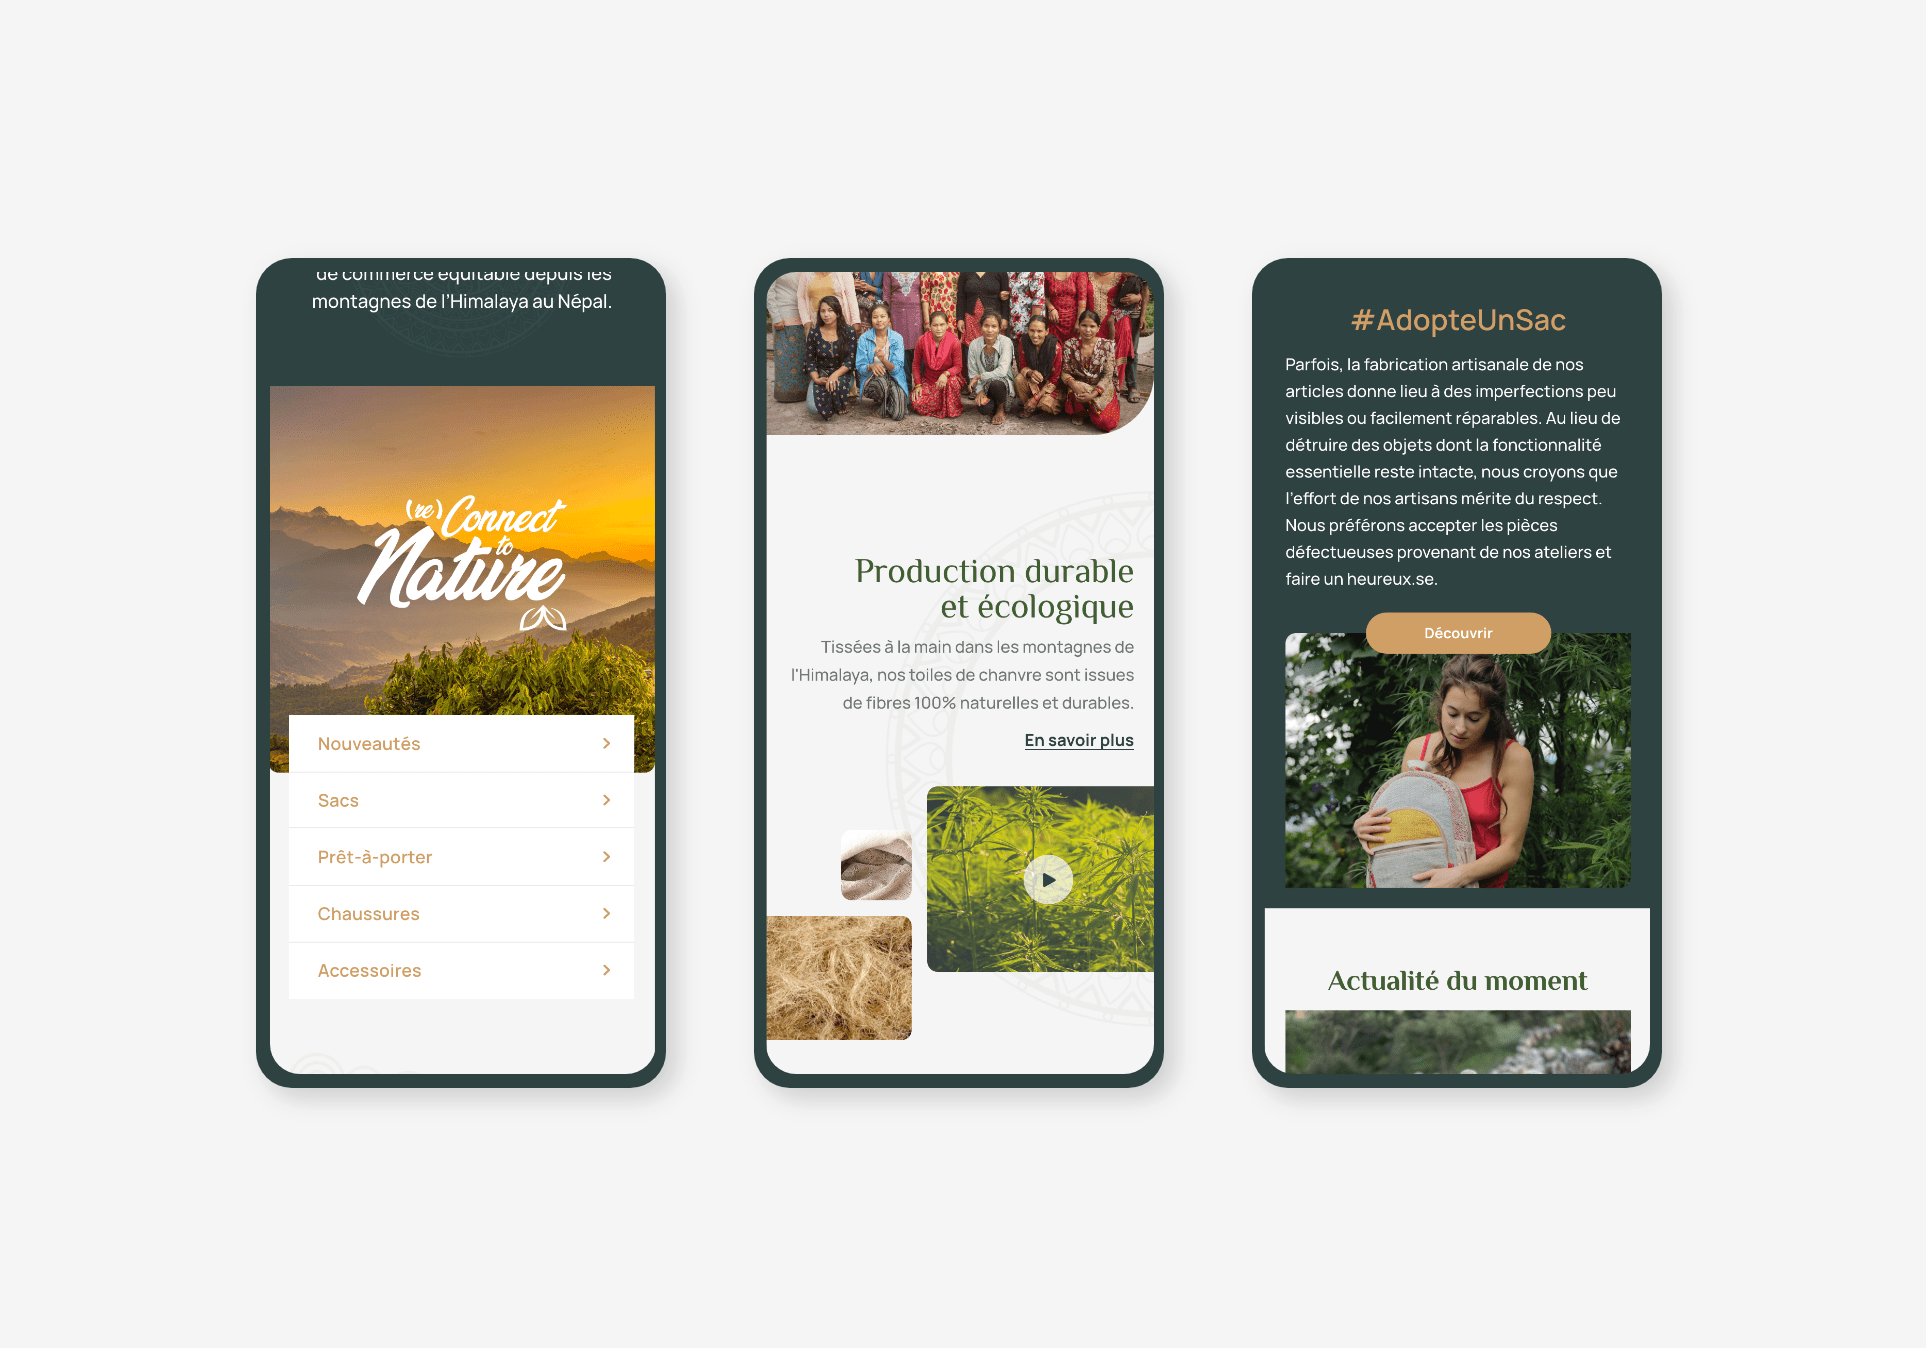 de commerce équitable depuis les
montagnes de l'Himalaya au Népal.
(re) Connect
to
Nature
Nouveautés
Sacs
Prêt-à-porter
Chaussures
Accessoires
Production durable
et écologique
Tissées à la main dans les montagnes de
l'Himalaya, nos toiles de chanvre sont issues
de fibres 100% naturelles et durables.
En savoir plus
#AdopteUnSac
Parfois, la fabrication artisanale de nos
articles donne lieu à des imperfections peu
visibles ou facilement réparables. Au lieu de
détruire des objets dont la fonctionnalité
essentielle reste intacte, nous croyons que
l'effort de nos artisans mérite du respect.
Nous préférons accepter les pièces
défectueuses provenant de nos ateliers et
faire un heureux.se.
Découvrir
Actualité du moment